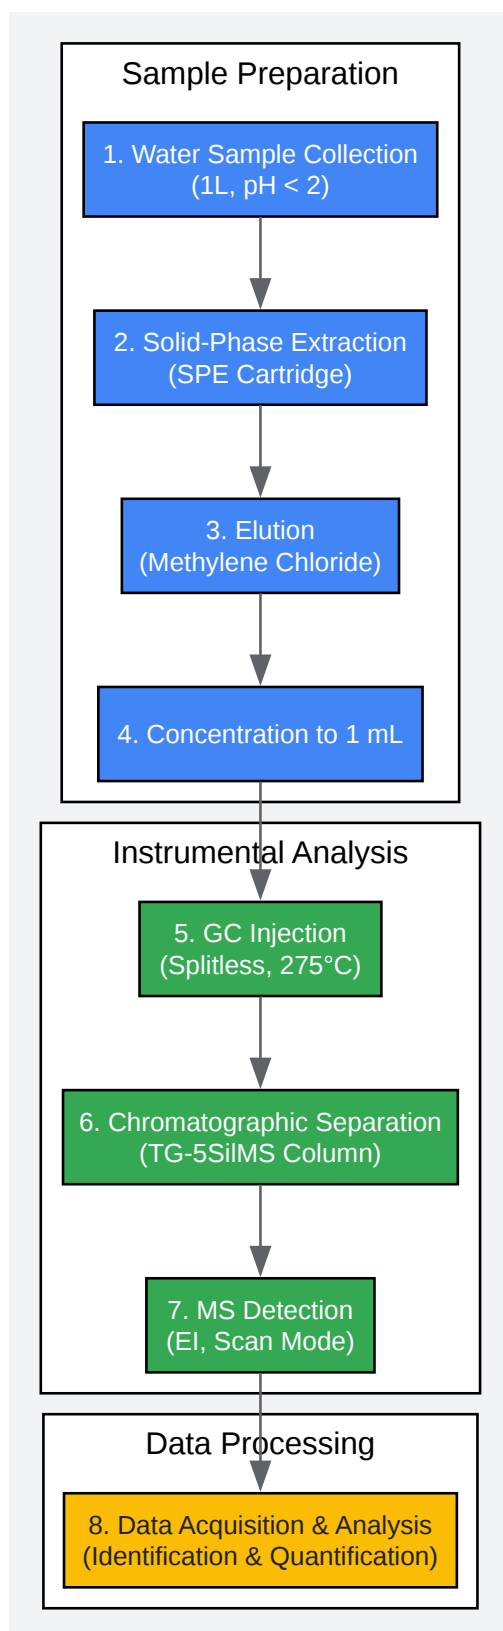 Sample Preparation
1. Water Sample Collection
(1L, pH < 2)
2. Solid-Phase Extraction
(SPE Cartridge)
3. Elution
(Methylene Chloride)
4. Concentration to 1 mL
Instrumental Analysis
5. GC Injection
(Splitless, 275°C)
6. Chromatographic Separation
(TG-5SilMS Column)
7. MS Detection
(EI, Scan Mode)
Data Processing
8. Data Acquisition & Analysis
(Identification & Quantification)